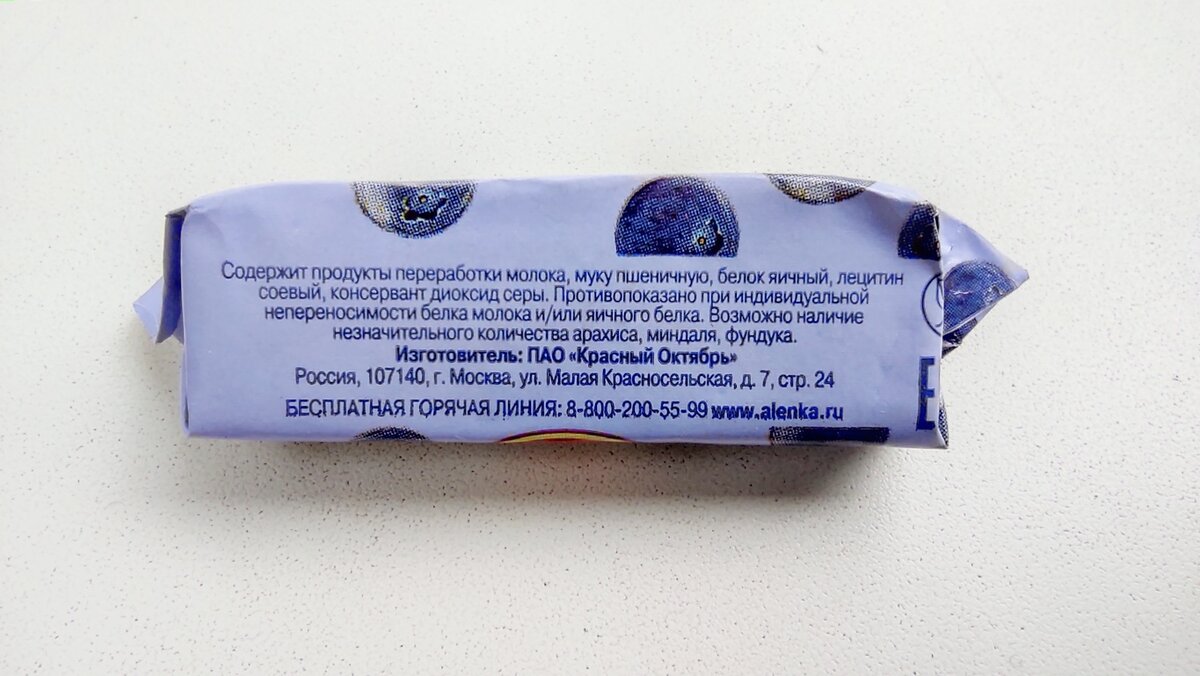 Содержит продукты переработки молока, муку пшеничную, белок яичный, лецитин
соевый, консервант диоксид серы. Противопоказано при индивидуальной
непереносимости белка молока и/или яичного белка. Возможно наличие
незначительного количества арахиса, миндаля, фундука.
Изготовитель: ПАО «Красный Октябрь»
Россия, 107140, г. Москва, ул. Малая Красносельская, д. 7, стр. 24
БЕСПЛАТНАЯ ГОРЯЧАЯ ЛИНИЯ: 8-800-200-55-99 www.alenka.ru